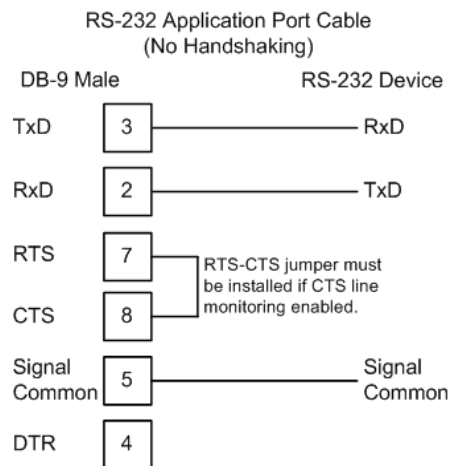 RS-232 Application Port Cable
(No Handshaking)
DB-9 Male RS-232 Device
TxD 3 RxD
RxD 2 TxD
RTS 7
RTS-CTS jumper must
be installed if CTS line
monitoring enabled.
CTS 8
Signal
Common 5 Signal
Common
DTR 4